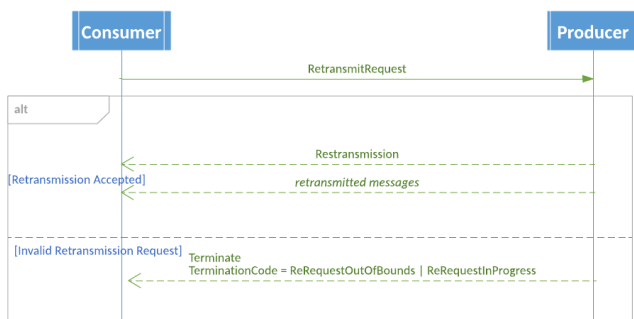 Consumer
Producer
RetransmitRequest
alt
Restransmission
[Retransmission Accepted]
retransmitted messages
[Invalid Retransmission Request]
Terminate
TerminationCode = ReRequestOutOfBounds | ReRequestInProgress